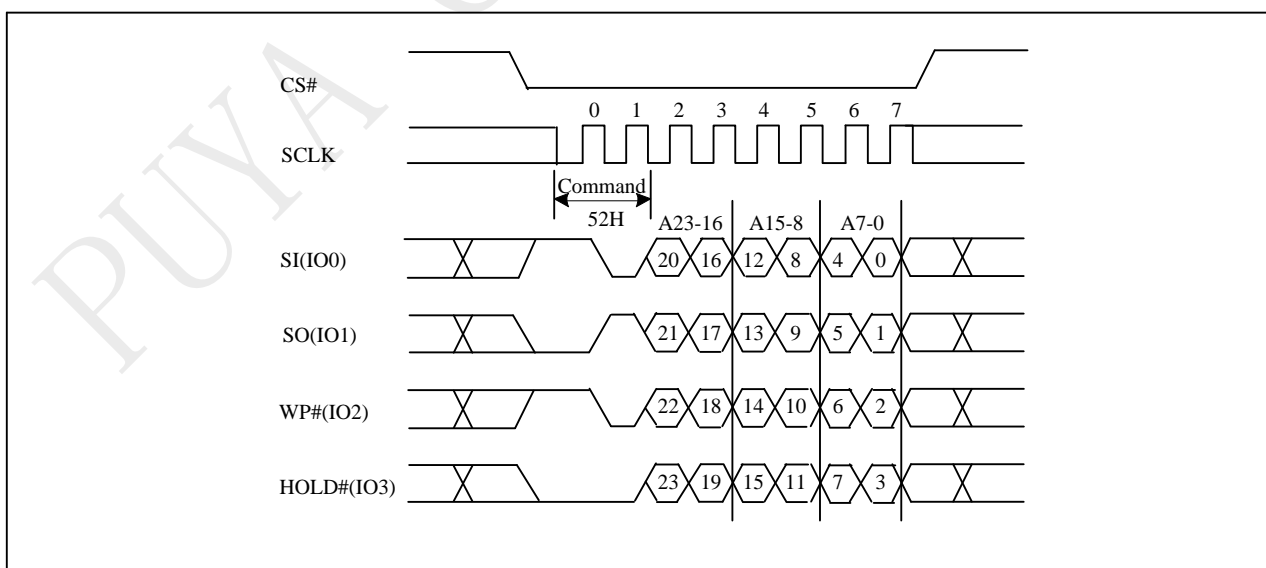 PUYA
CS#
0 1 2 3 4 5 6 7
SCLK
Command
52H
A23-16 A15-8 A7-0
SI(IO0) 20 16 12 8 4 0
SO(IO1) 21 17 13 9 5 1
WP#(IO2) 22 18 14 10 6 2
HOLD#(IO3) 23 19 15 11 7 3